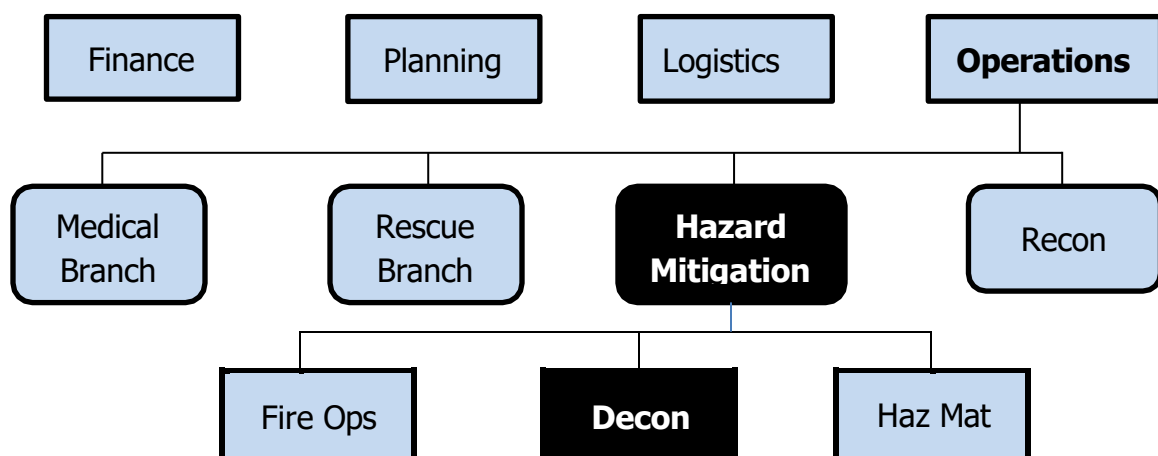 Finance
Planning
Logistics
Operations
Medical
Branch
Rescue
Branch
Hazard
Mitigation
Recon
Fire Ops
Decon
Haz Mat